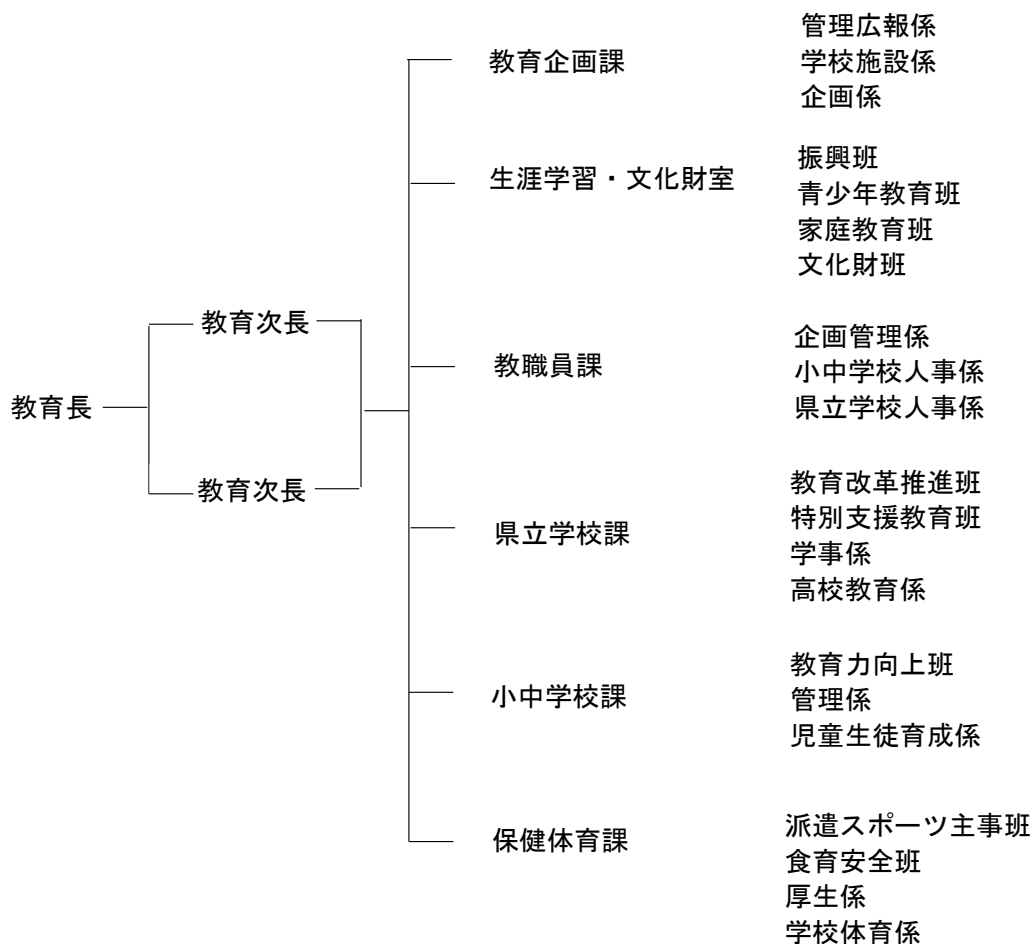 教育長
教育次長
教育次長
教育企画課
管理広報係
学校施設係
企画係
生涯学習・文化財室
振興班
青少年教育班
家庭教育班
文化財班
教職員課
企画管理係
小中学校人事係
県立学校人事係
県立学校課
教育改革推進班
特別支援教育班
学事係
高校教育係
小中学校課
教育力向上班
管理係
児童生徒育成係
保健体育課
派遣スポーツ主事班
食育安全班
厚生係
学校体育係